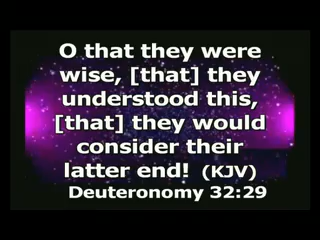 O that they were
wise, [that] they
understood this,
[that] they would
consider their
latter end! (KJV)
Deuteronomy 32:29